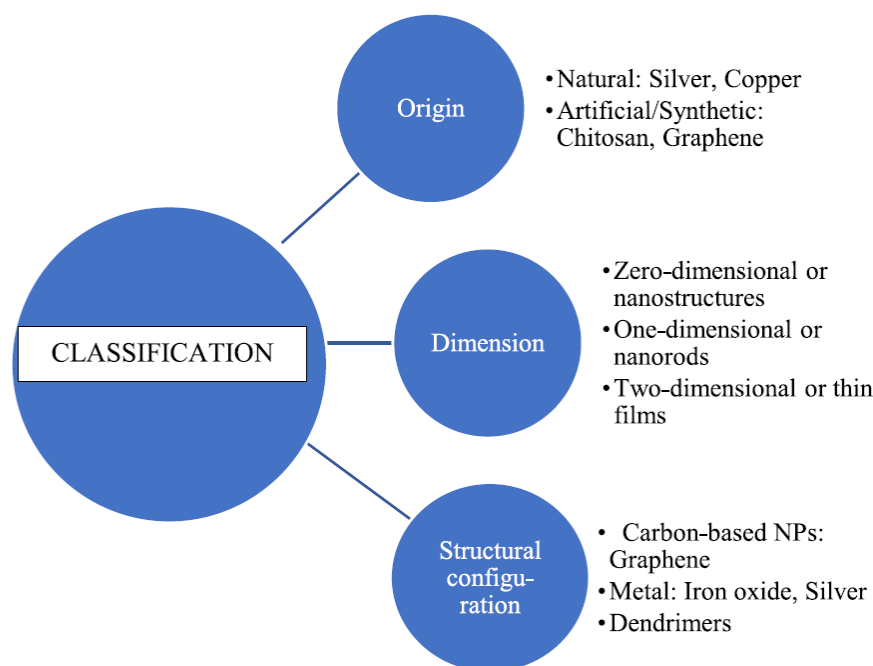 CLASSIFICATION
Origin
•Natural: Silver, Copper
•Artificial/Synthetic:
Chitosan, Graphene
Dimension
•Zero-dimensional or
nanostructures
•One-dimensional or
nanorods
•Two-dimensional or thin
films
Structural
configu-
ration
• Carbon-based NPs:
Graphene
•Metal: Iron oxide, Silver
•Dendrimers